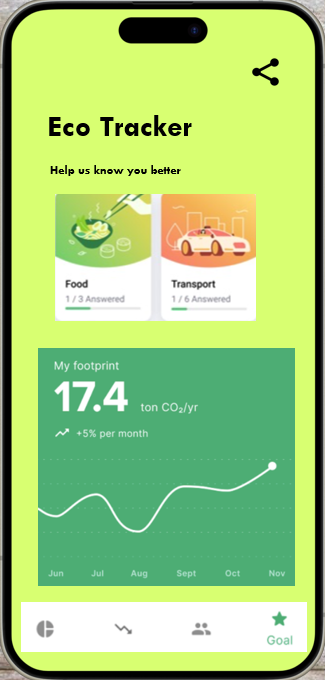 Eco Tracker
Help us know you better
Food
1 / 3 Answered
Transport
1 / 6 Answered
My footprint
17.4 ton CO₂/yr
+5% per month
Jun Jul Aug Sept Oct Nov
Goal